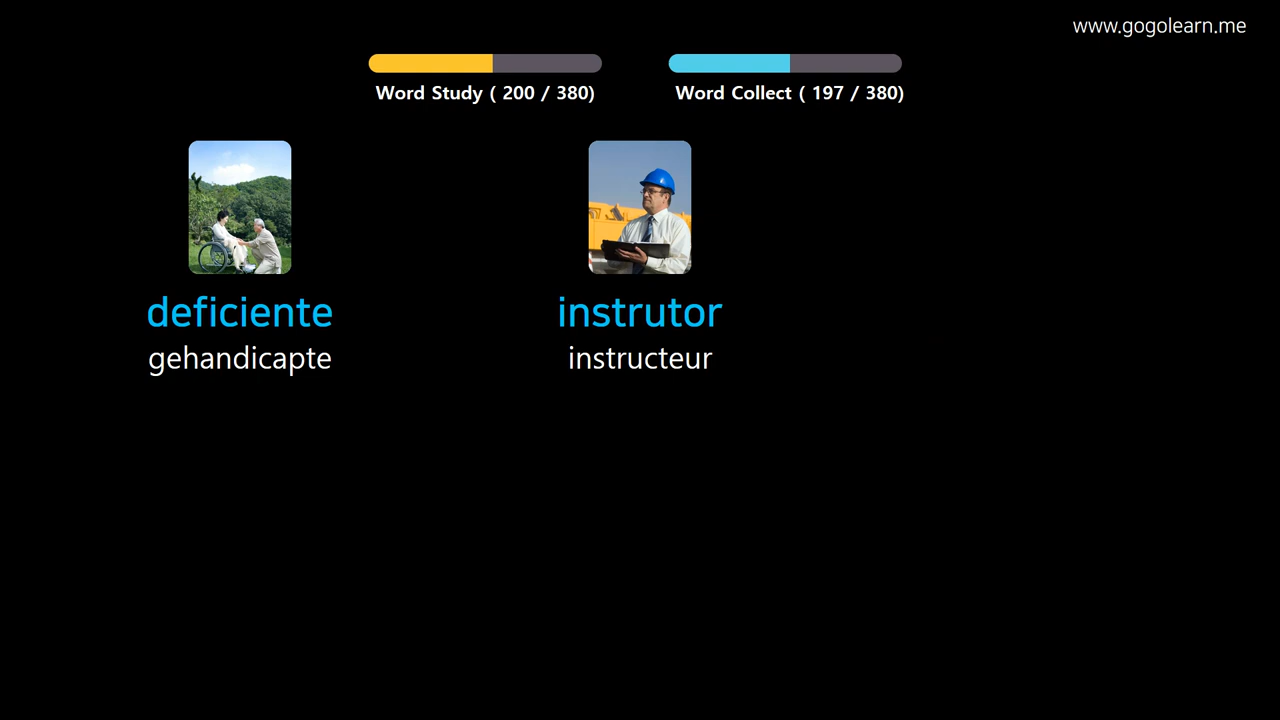 www.gogolearn.me
Word Study ( 200 / 380)
Word Collect ( 197 / 380)
deficiente
gehandicapte
instrutor
instructeur